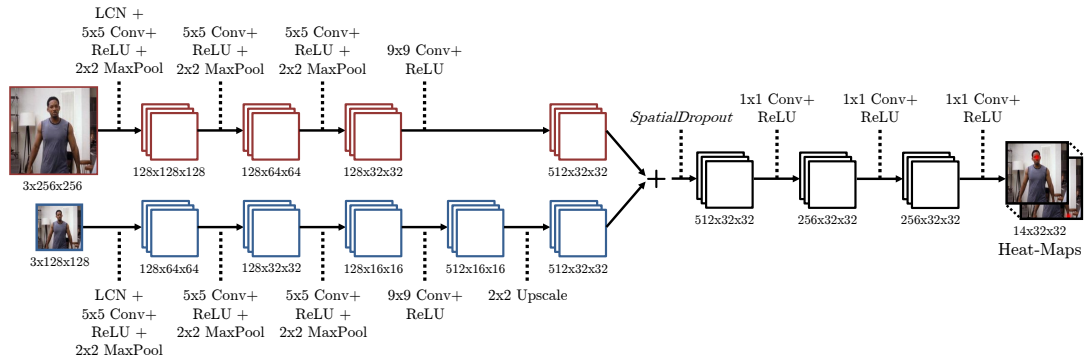 LCN +
5x5 Conv+
ReLU +
2x2 MaxPool
5x5 Conv+
ReLU +
2x2 MaxPool
5x5 Conv+
ReLU +
2x2 MaxPool
9x9 Conv+
ReLU
3x256x256
128x128x128
128x64x64
128x32x32
512x32x32
+
SpatialDropout
1x1 Conv+
ReLU
1x1 Conv+
ReLU
1x1 Conv+
ReLU
512x32x32
256x32x32
256x32x32
14x32x32
Heat-Maps
3x128x128
128x64x64
128x32x32
128x16x16
512x16x16
512x32x32
LCN +
5x5 Conv+
ReLU +
2x2 MaxPool
5x5 Conv+
ReLU +
2x2 MaxPool
5x5 Conv+
ReLU +
2x2 MaxPool
9x9 Conv+
ReLU
2x2 Upscale